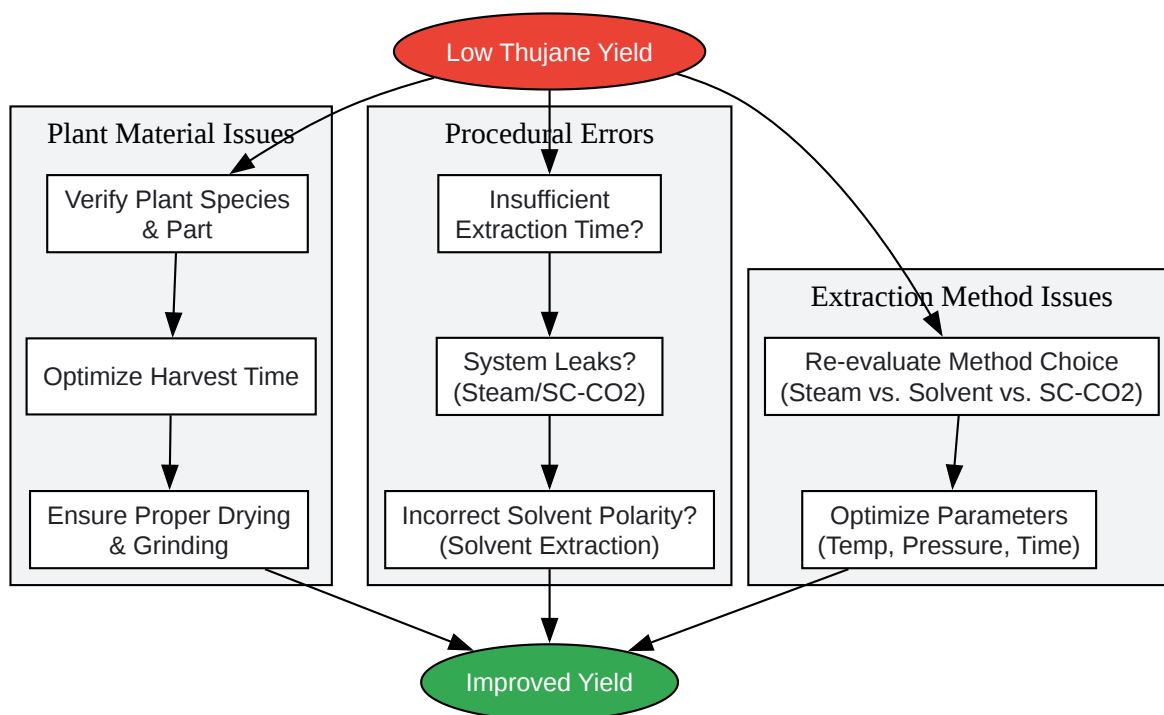 Low Thujane Yield
Plant Material Issues
Verify Plant Species
& Part
Optimize Harvest Time
Ensure Proper Drying
& Grinding
Procedural Errors
Insufficient
Extraction Time?
System Leaks?
(Steam/SC-CO2)
Incorrect Solvent Polarity?
(Solvent Extraction)
Extraction Method Issues
Re-evaluate Method Choice
(Steam vs. Solvent vs. SC-CO2)
Optimize Parameters
(Temp, Pressure, Time)
Improved Yield